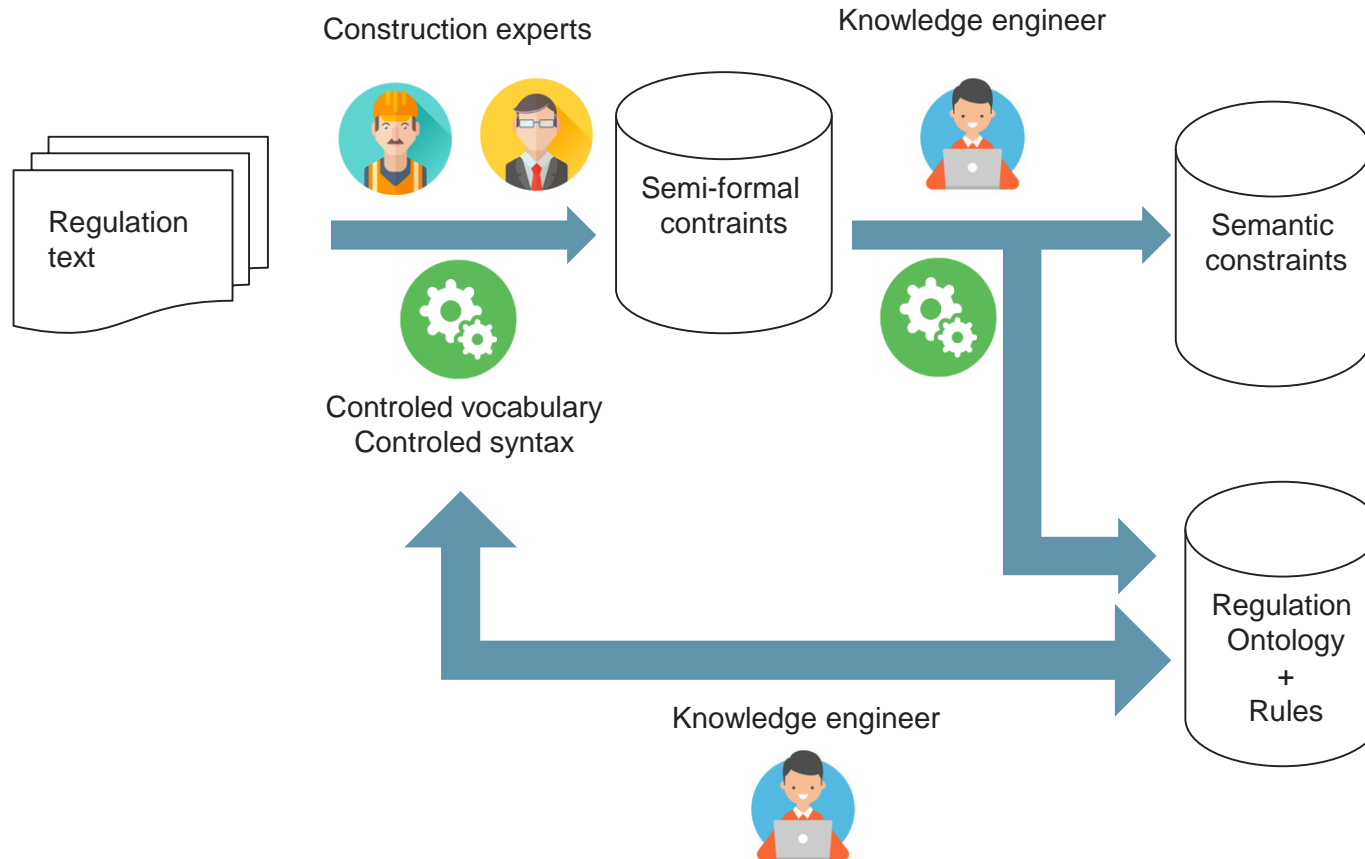 Construction experts
Knowledge engineer
Regulation
text
Semi-formal
contraints
Semantic
constraints
Controled vocabulary
Controled syntax
Regulation
Ontology
+
Rules
Knowledge engineer